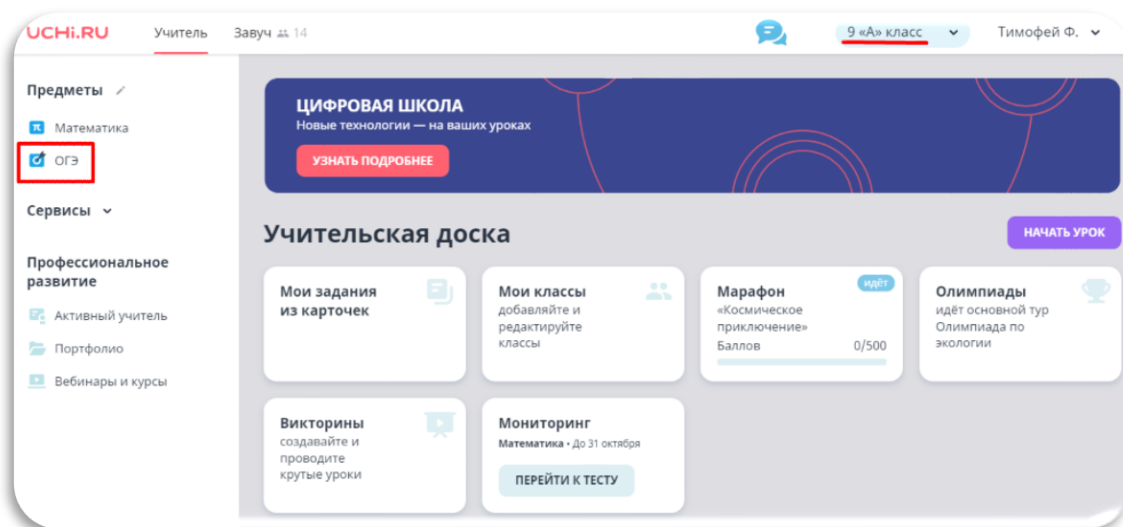 UCHi.RU
Учитель
Завуч 14
9 «А» класс
Тимофей Ф.
Предметы
Математика
ОГЭ
Сервисы
Профессиональное
развитие
Активный учитель
Портфолио
Вебинары и курсы
ЦИФРОВАЯ ШКОЛА
Новые технологии — на ваших уроках
УЗНАТЬ ПОДРОБНЕЕ
Учительская доска
НАЧАТЬ УРОК
Мои задания
из карточек
Мои классы
добавляйте и
редактируйте
классы
Марафон
идёт
«Космическое
приключение»
Баллов 0/500
Олимпиады
идёт основной тур
Олимпиада по
экологии
Викторины
создавайте и
проводите
крутые уроки
Мониторинг
Математика • До 31 октября
ПЕРЕЙТИ К ТЕСТУ